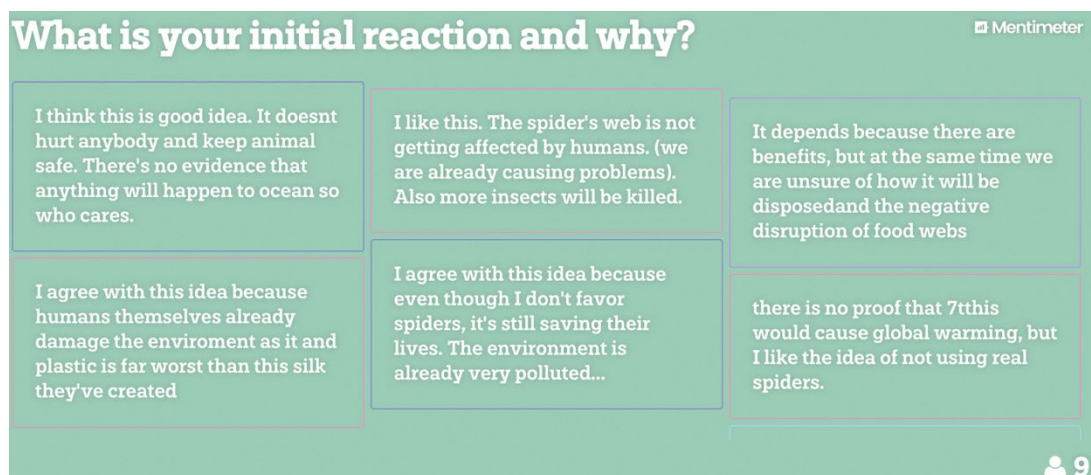 What is your initial reaction and why?
Mentimeter
I think this is good idea. It doesnt
hurt anybody and keep animal
safe. There's no evidence that
anything will happen to ocean so
who cares.
I agree with this idea because
humans themselves already
damage the enviroment as it and
plastic is far worst than this silk
they've created
I like this. The spider's web is not
getting affected by humans. (we
are already causing problems).
Also more insects will be killed.
I agree with this idea because
even though I don't favor
spiders, it's still saving their
lives. The environment is
already very polluted...
It depends because there are
benefits, but at the same time we
are unsure of how it will be
disposedand the negative
disruption of food webs
there is no proof that 7tthis
would cause global warming, but
I like the idea of not using real
spiders.
9